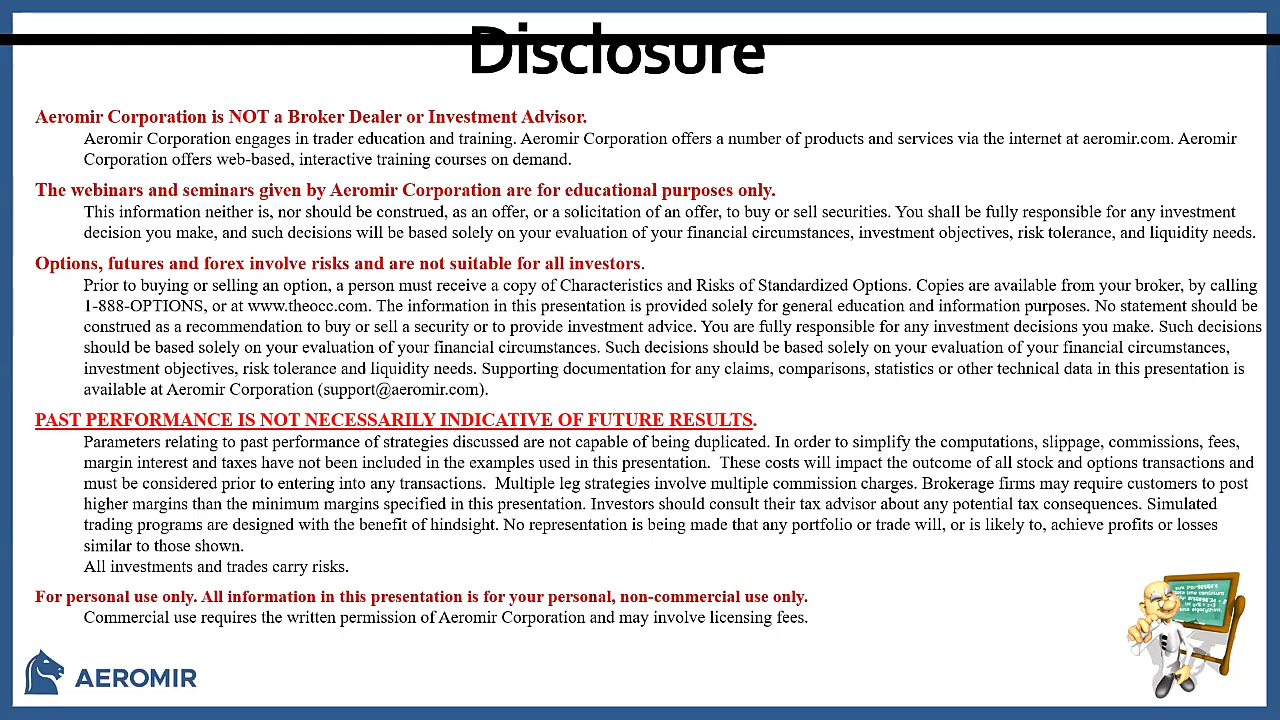 Disclosure
Aeromir Corporation is NOT a Broker Dealer or Investment Advisor.
Aeromir Corporation engages in trader education and training. Aeromir Corporation offers a number of products and services via the internet at aeromir.com. Aeromir
Corporation offers web-based, interactive training courses on demand.
The webinars and seminars given by Aeromir Corporation are for educational purposes only.
This information neither is, nor should be construed, as an offer, or a solicitation of an offer, to buy or sell securities. You shall be fully responsible for any investment
decision you make, and such decisions will be based solely on your evaluation of your financial circumstances, investment objectives, risk tolerance, and liquidity needs.
Options, futures and forex involve risks and are not suitable for all investors.
Prior to buying or selling an option, a person must receive a copy of Characteristics and Risks of Standardized Options. Copies are available from your broker, by calling
1-888-OPTIONS, or at www.theocc.com. The information in this presentation is provided solely for general education and information purposes. No statement should be
construed as a recommendation to buy or sell a security or to provide investment advice. You are fully responsible for any investment decisions you make. Such decisions
should be based solely on your evaluation of your financial circumstances. Such decisions should be based solely on your evaluation of your financial circumstances,
investment objectives, risk tolerance and liquidity needs. Supporting documentation for any claims, comparisons, statistics or other technical data in this presentation is
available at Aeromir Corporation (support@aeromir.com).
PAST PERFORMANCE IS NOT NECESSARILY INDICATIVE OF FUTURE RESULTS.
Parameters relating to past performance of strategies discussed are not capable of being duplicated. In order to simplify the computations, slippage, commissions, fees,
margin interest and taxes have not been included in the examples used in this presentation.  These costs will impact the outcome of all stock and options transactions and
must be considered prior to entering into any transactions.  Multiple leg strategies involve multiple commission charges. Brokerage firms may require customers to post
higher margins than the minimum margins specified in this presentation. Investors should consult their tax advisor about any potential tax consequences. Simulated
trading programs are designed with the benefit of hindsight. No representation is being made that any portfolio or trade will, or is likely to, achieve profits or losses
similar to those shown.
All investments and trades carry risks.
For personal use only. All information in this presentation is for your personal, non-commercial use only.
Commercial use requires the written permission of Aeromir Corporation and may involve licensing fees.
AEROMIR